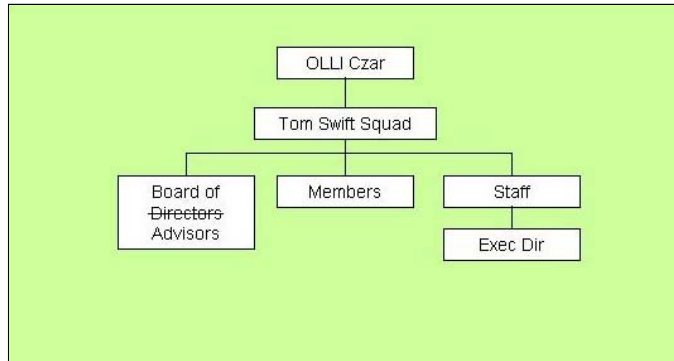 OLLI Czar
Tom Swift Squad
Board of
Directors
Advisors
Members
Staff
Exec Dir